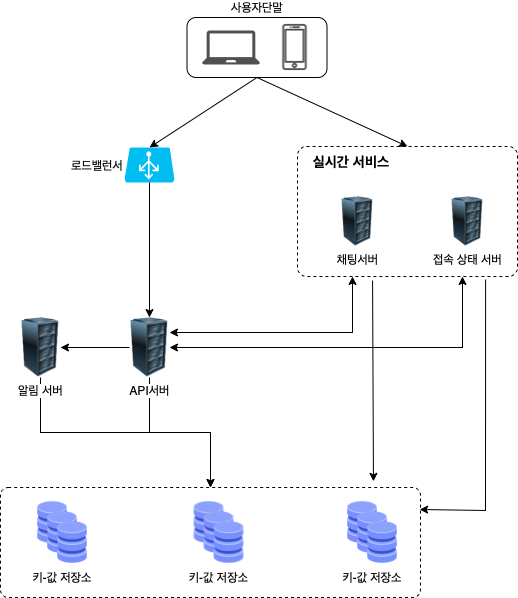 사용자단말
로드밸런서
실시간 서비스
채팅서버
접속 상태 서버
알림 서버
API서버
키-값 저장소
키-값 저장소
키-값 저장소